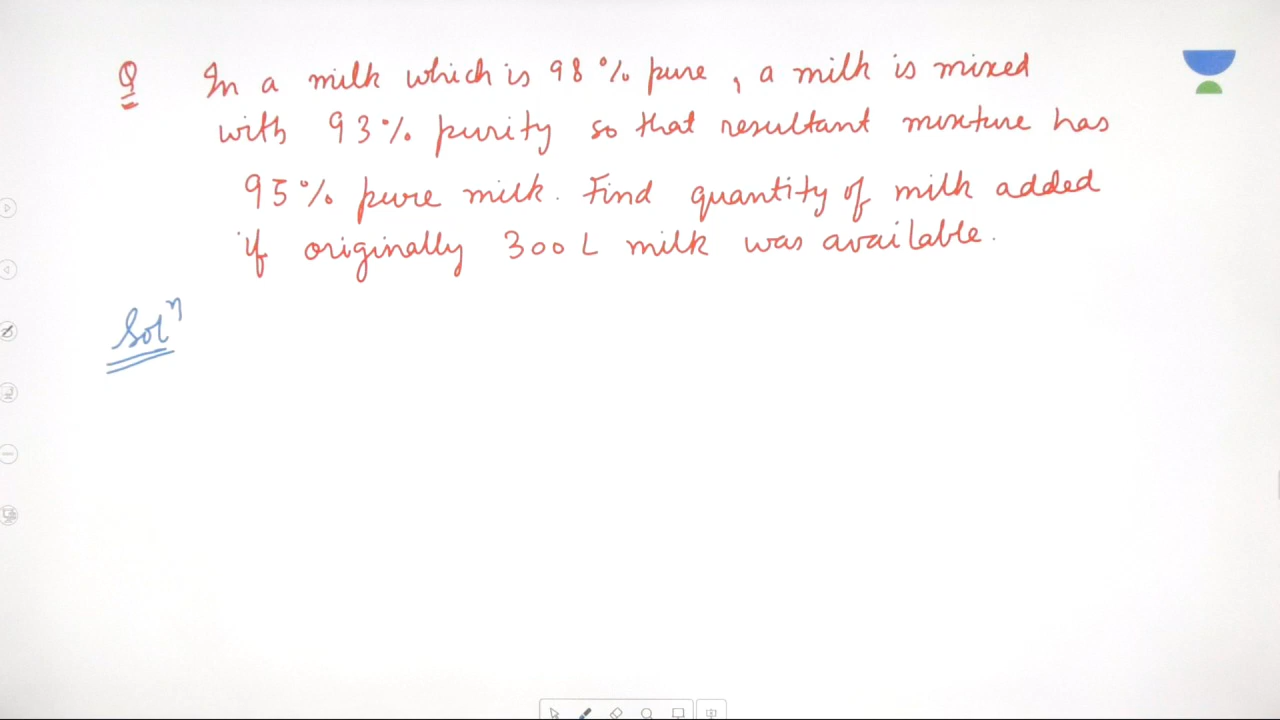 Q In a milk which is 98% pure, a milk is mixed
with 93% purity so that resultant mixture has
95% pure milk. Find quantity of milk added
if originally 300 L milk was available.
Solⁿ